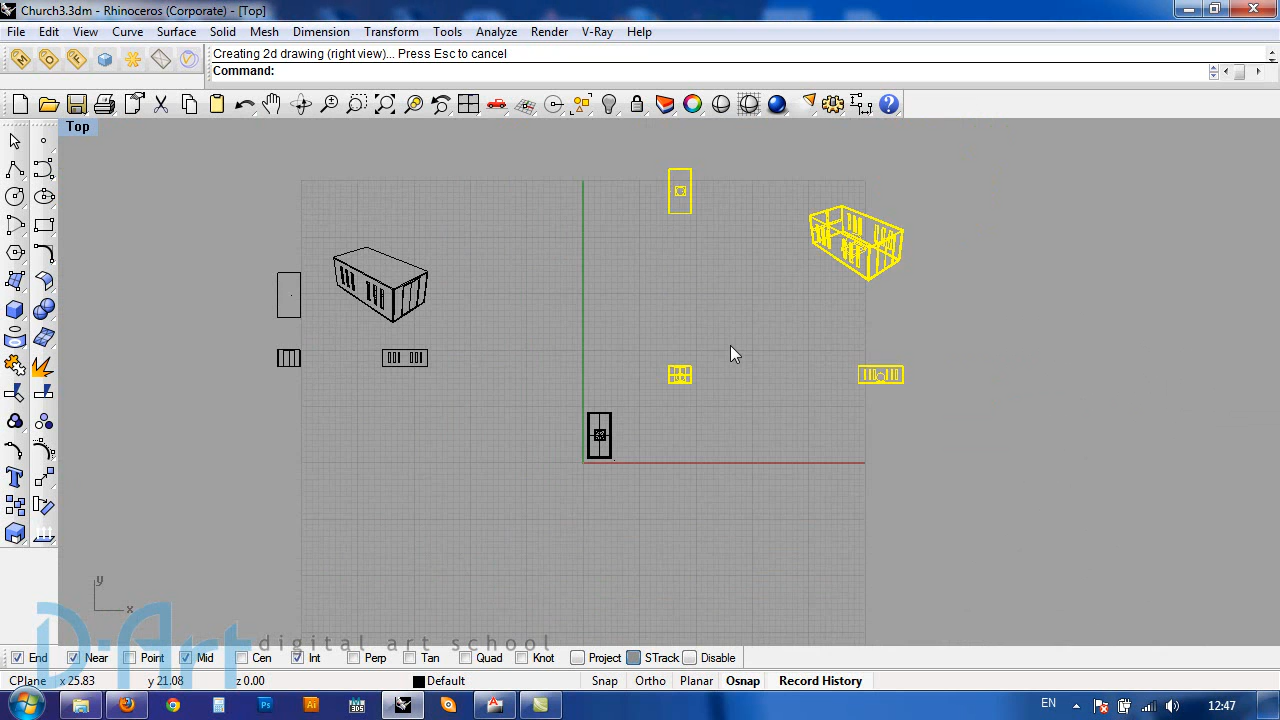 Church3.3dm - Rhinoceros (Corporate) - [Top]
File Edit View Curve Surface Solid Mesh Dimension Transform Tools Analyze Render V-Ray Help
Creating 2d drawing (right view)... Press Esc to cancel
Command:
Top
y
x
D-Art digital art school
End Near Point Mid Cen Int Perp Tan Quad Knot Project STrack Disable
CPlane x 25.83 y 21.08 z 0.00 Default Snap Ortho Planar Osnap Record History
EN 12:47